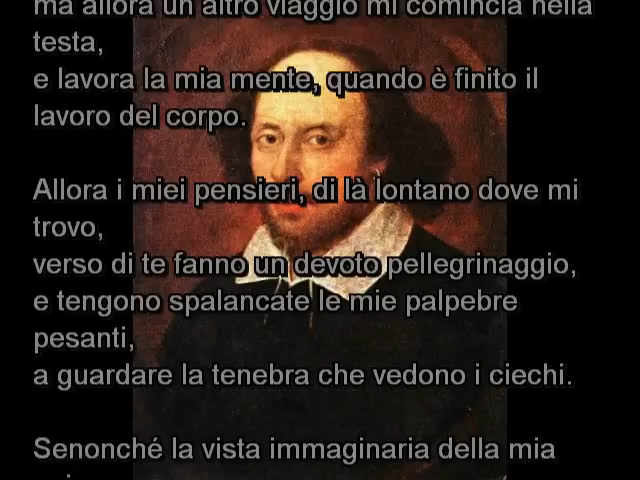 ma allora un altro viaggio mi comincia nella
testa,
e lavora la mia mente, quando è finito il
lavoro del corpo.
Allora i miei pensieri, di là lontano dove mi
trovo,
verso di te fanno un devoto pellegrinaggio,
e tengono spalancate le mie palpebre
pesanti,
a guardare la tenebra che vedono i ciechi.
Senonché la vista immaginaria della mia